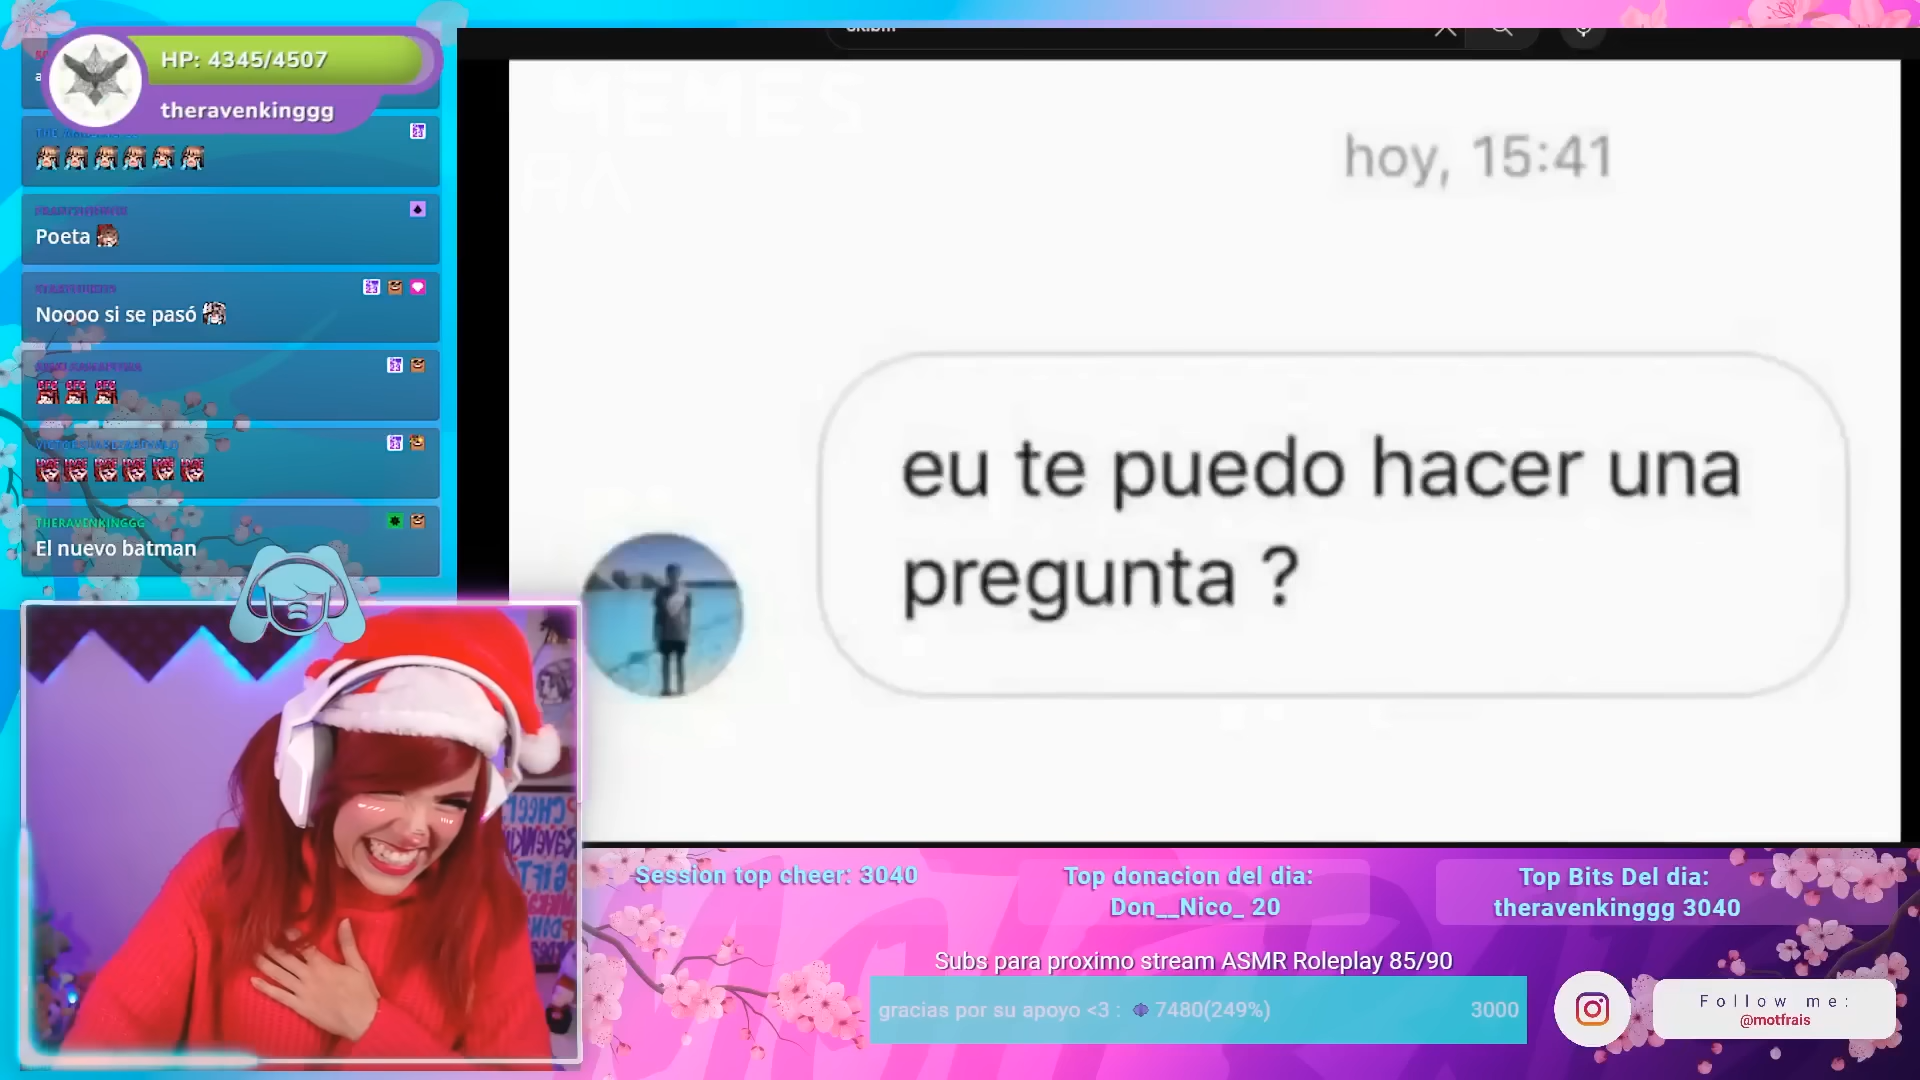 HP: 4345/4507
theravenkinggg
Poeta
Noooo si se pasó
THERAVENKINGGG
El nuevo batman
MEMES
hoy, 15:41
eu te puedo hacer una
pregunta ?
Session top cheer: 3040
Top donacion del dia:
Don__Nico_ 20
Top Bits Del dia:
theravenkinggg 3040
Subs para proximo stream ASMR Roleplay 85/90
gracias por su apoyo <3 : 7480(249%) 3000
Follow me:
@motfrais